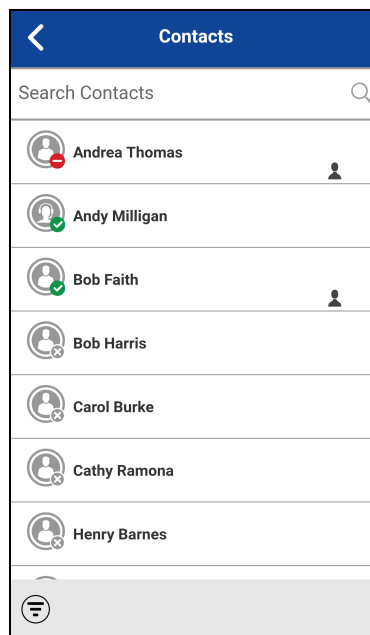 Contacts
Search Contacts
Andrea Thomas
Andy Milligan
Bob Faith
Bob Harris
Carol Burke
Cathy Ramona
Henry Barnes